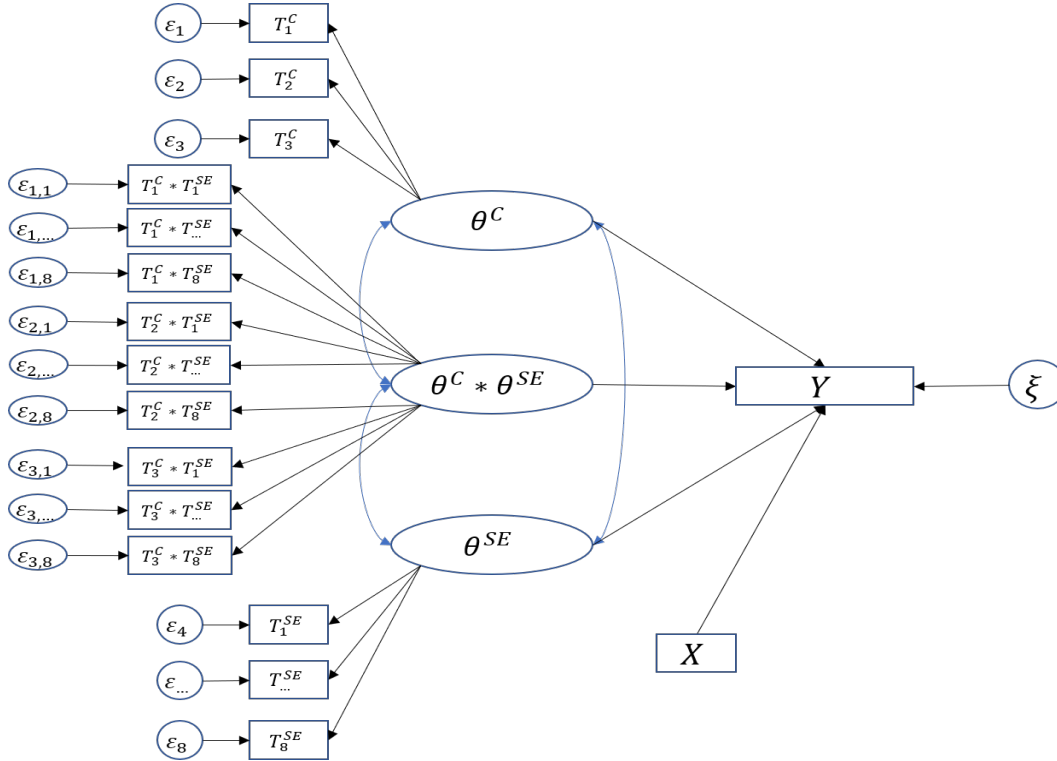 ε₁ T₁ᶜ
ε₂ T₂ᶜ
ε₃ T₃ᶜ
θᶜ
ε₁,₁ T₁ᶜ * T₁ˢᴱ
ε₁,… T₁ᶜ * T…ˢᴱ
ε₁,₈ T₁ᶜ * T₈ˢᴱ
ε₂,₁ T₂ᶜ * T₁ˢᴱ
ε₂,… T₂ᶜ * T…ˢᴱ
ε₂,₈ T₂ᶜ * T₈ˢᴱ
ε₃,₁ T₃ᶜ * T₁ˢᴱ
ε₃,… T₃ᶜ * T…ˢᴱ
ε₃,₈ T₃ᶜ * T₈ˢᴱ
θᶜ * θˢᴱ
Y
ξ
θˢᴱ
ε₄ T₁ˢᴱ
ε… T…ˢᴱ
ε₈ T₈ˢᴱ
X